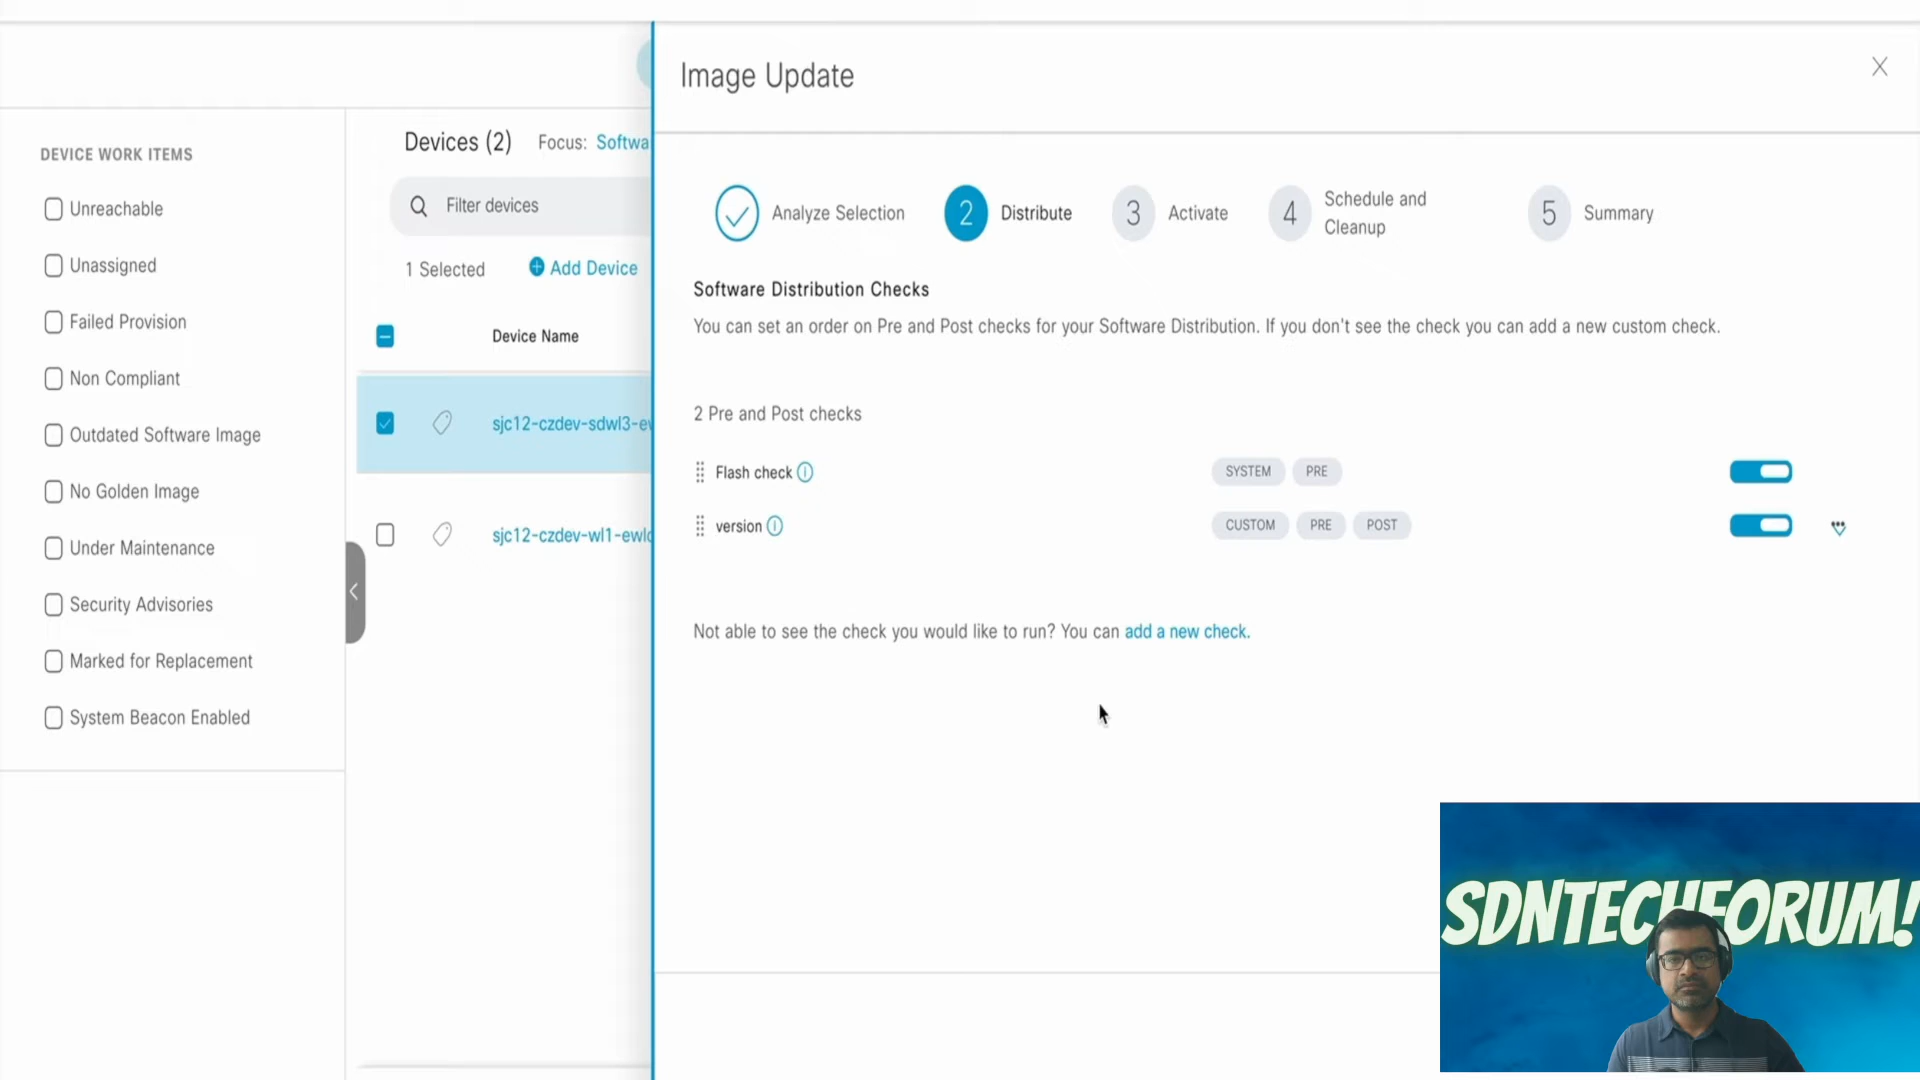 DEVICE WORK ITEMS
Unreachable
Unassigned
Failed Provision
Non Compliant
Outdated Software Image
No Golden Image
Under Maintenance
Security Advisories
Marked for Replacement
System Beacon Enabled
Devices (2) Focus: Softwa
Filter devices
1 Selected Add Device
Device Name
sjc12-czdev-sdwl3-ew
sjc12-czdev-wl1-ewlc
Image Update
Analyze Selection
2 Distribute
3 Activate
4 Schedule and
Cleanup
5 Summary
Software Distribution Checks
You can set an order on Pre and Post checks for your Software Distribution. If you don't see the check you can add a new custom check.
2 Pre and Post checks
Flash check SYSTEM PRE
version CUSTOM PRE POST
Not able to see the check you would like to run? You can add a new check.
SDNTECHFORUM!